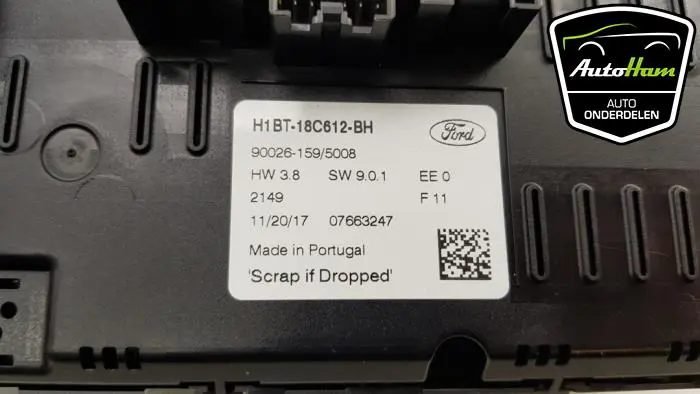 H1BT-18C612-BH
Ford
90026-159/5008
HW 3.8 SW 9.0.1 EE 0
2149 F 11
11/20/17 07663247
Made in Portugal
'Scrap if Dropped'
AutoHam
AUTO
ONDERDELEN